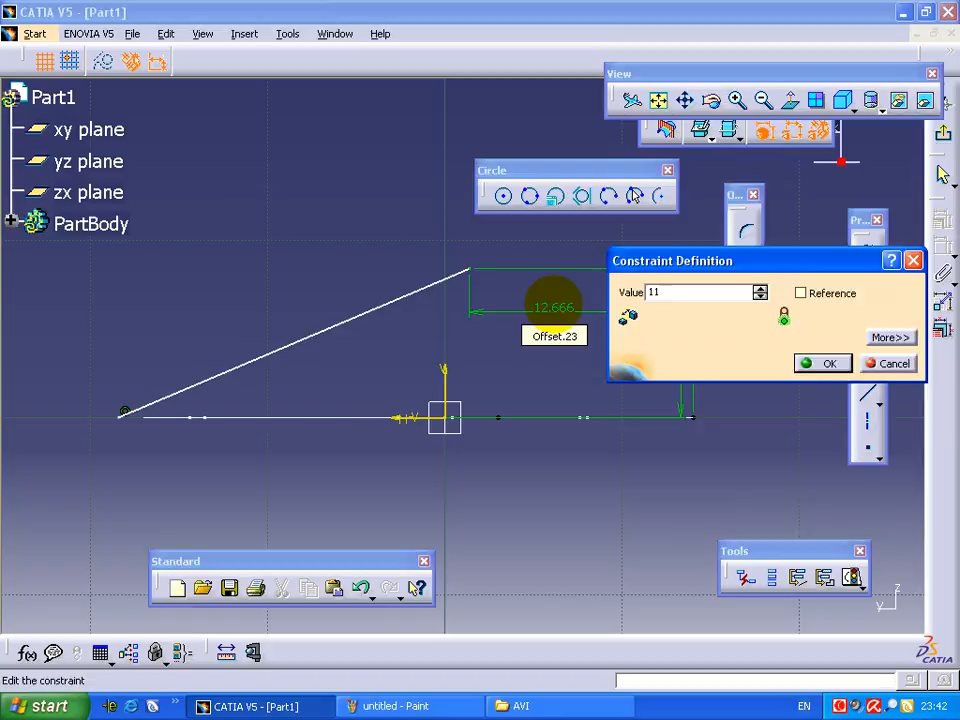 CATIA V5 - [Part1]
Start ENOVIA V5 File Edit View Insert Tools Window Help
View
Part1
xy plane
yz plane
zx plane
PartBody
Circle
O...
Pr...
Constraint Definition
Value 11
Reference
More>>
OK Cancel
12.666
Offset.23
V
H
Standard
Tools
z
y
f(x)
CATIA
Edit the constraint
start CATIA V5 - [Part1] untitled - Paint AVI EN 23:42